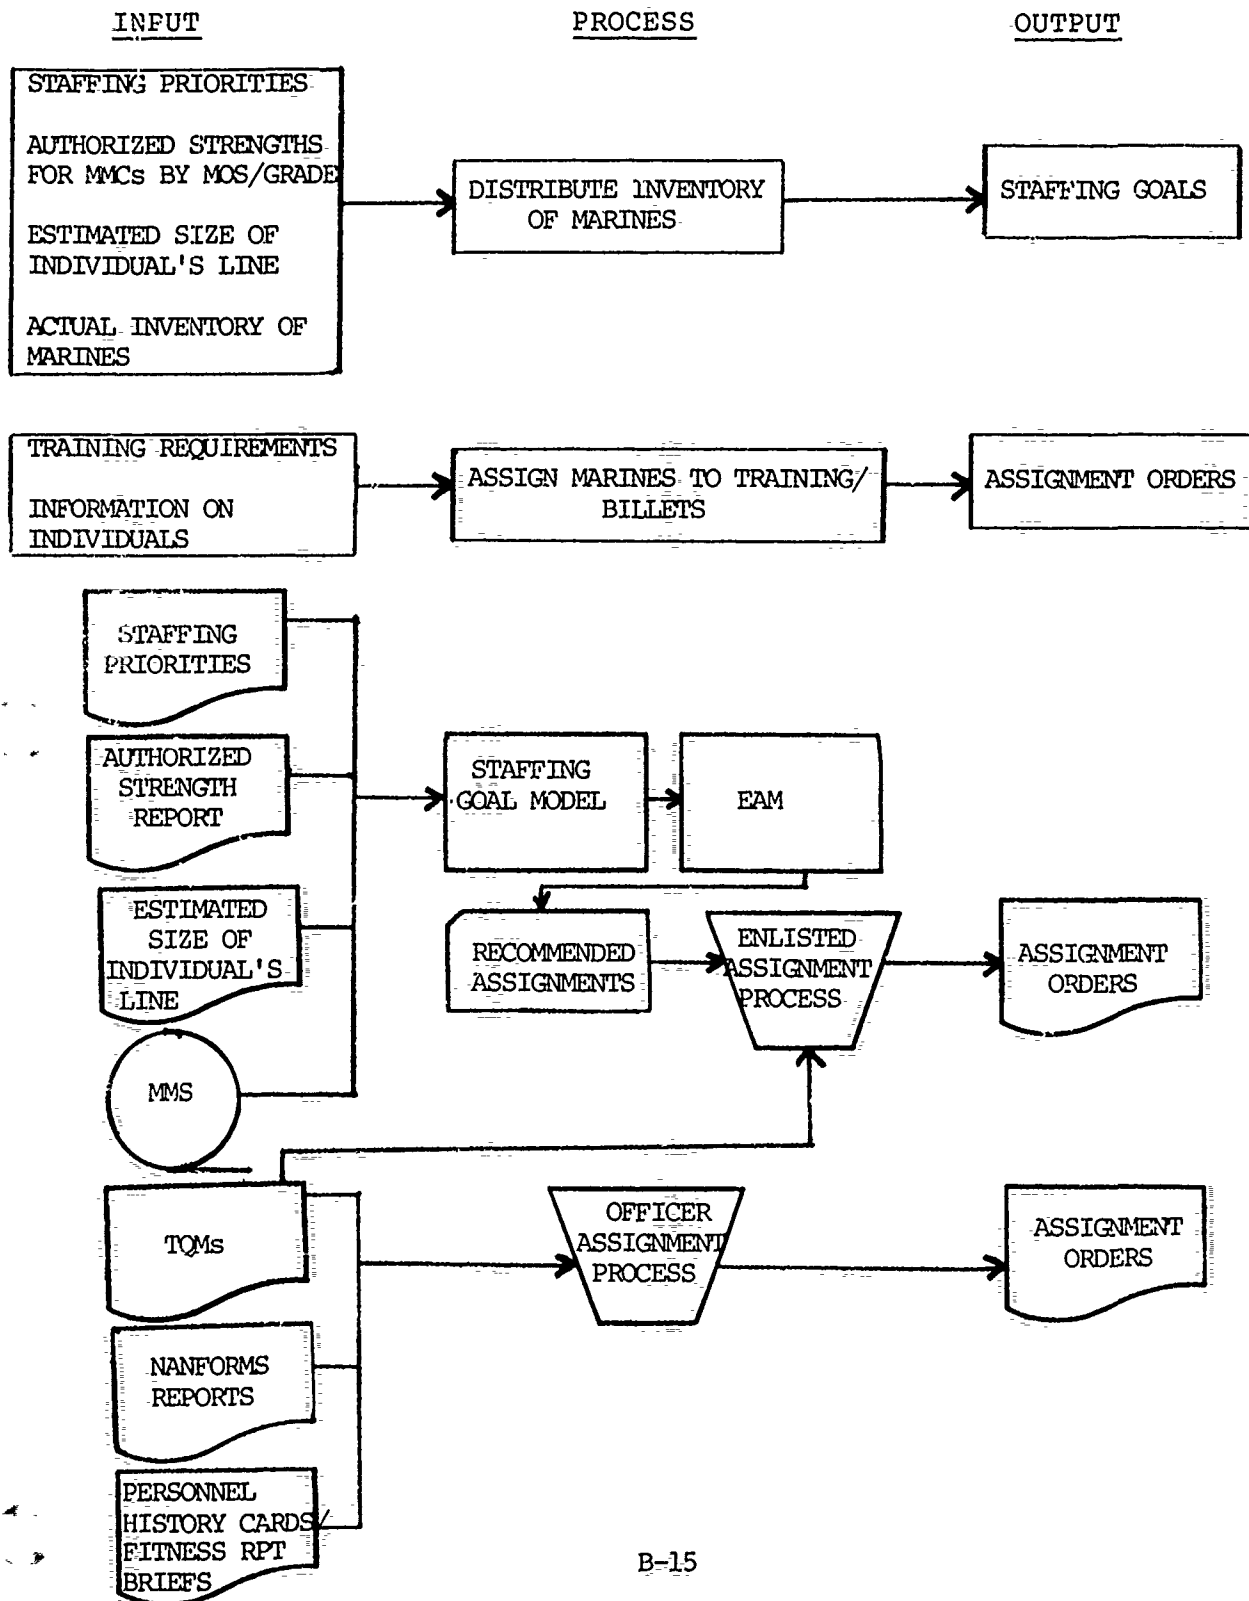 INPUT
PROCESS
OUTPUT
STAFFING PRIORITIES
AUTHORIZED STRENGTHS
FOR MMCs BY MOS/GRADE
ESTIMATED SIZE OF
INDIVIDUAL'S LINE
ACTUAL INVENTORY OF
MARINES
DISTRIBUTE INVENTORY
OF MARINES
STAFFING GOALS
TRAINING REQUIREMENTS
INFORMATION ON
INDIVIDUALS
ASSIGN MARINES TO TRAINING/
BILLETS
ASSIGNMENT ORDERS
STAFFING
PRIORITIES
AUTHORIZED
STRENGTH
REPORT
ESTIMATED
SIZE OF
INDIVIDUAL'S
LINE
MMS
STAFFING
GOAL MODEL
EAM
RECOMMENDED
ASSIGNMENTS
ENLISTED
ASSIGNMENT
PROCESS
ASSIGNMENT
ORDERS
TQMs
NANFORMS
REPORTS
PERSONNEL
HISTORY CARDS/
FITNESS RPT
BRIEFS
OFFICER
ASSIGNMENT
PROCESS
ASSIGNMENT
ORDERS
B-15